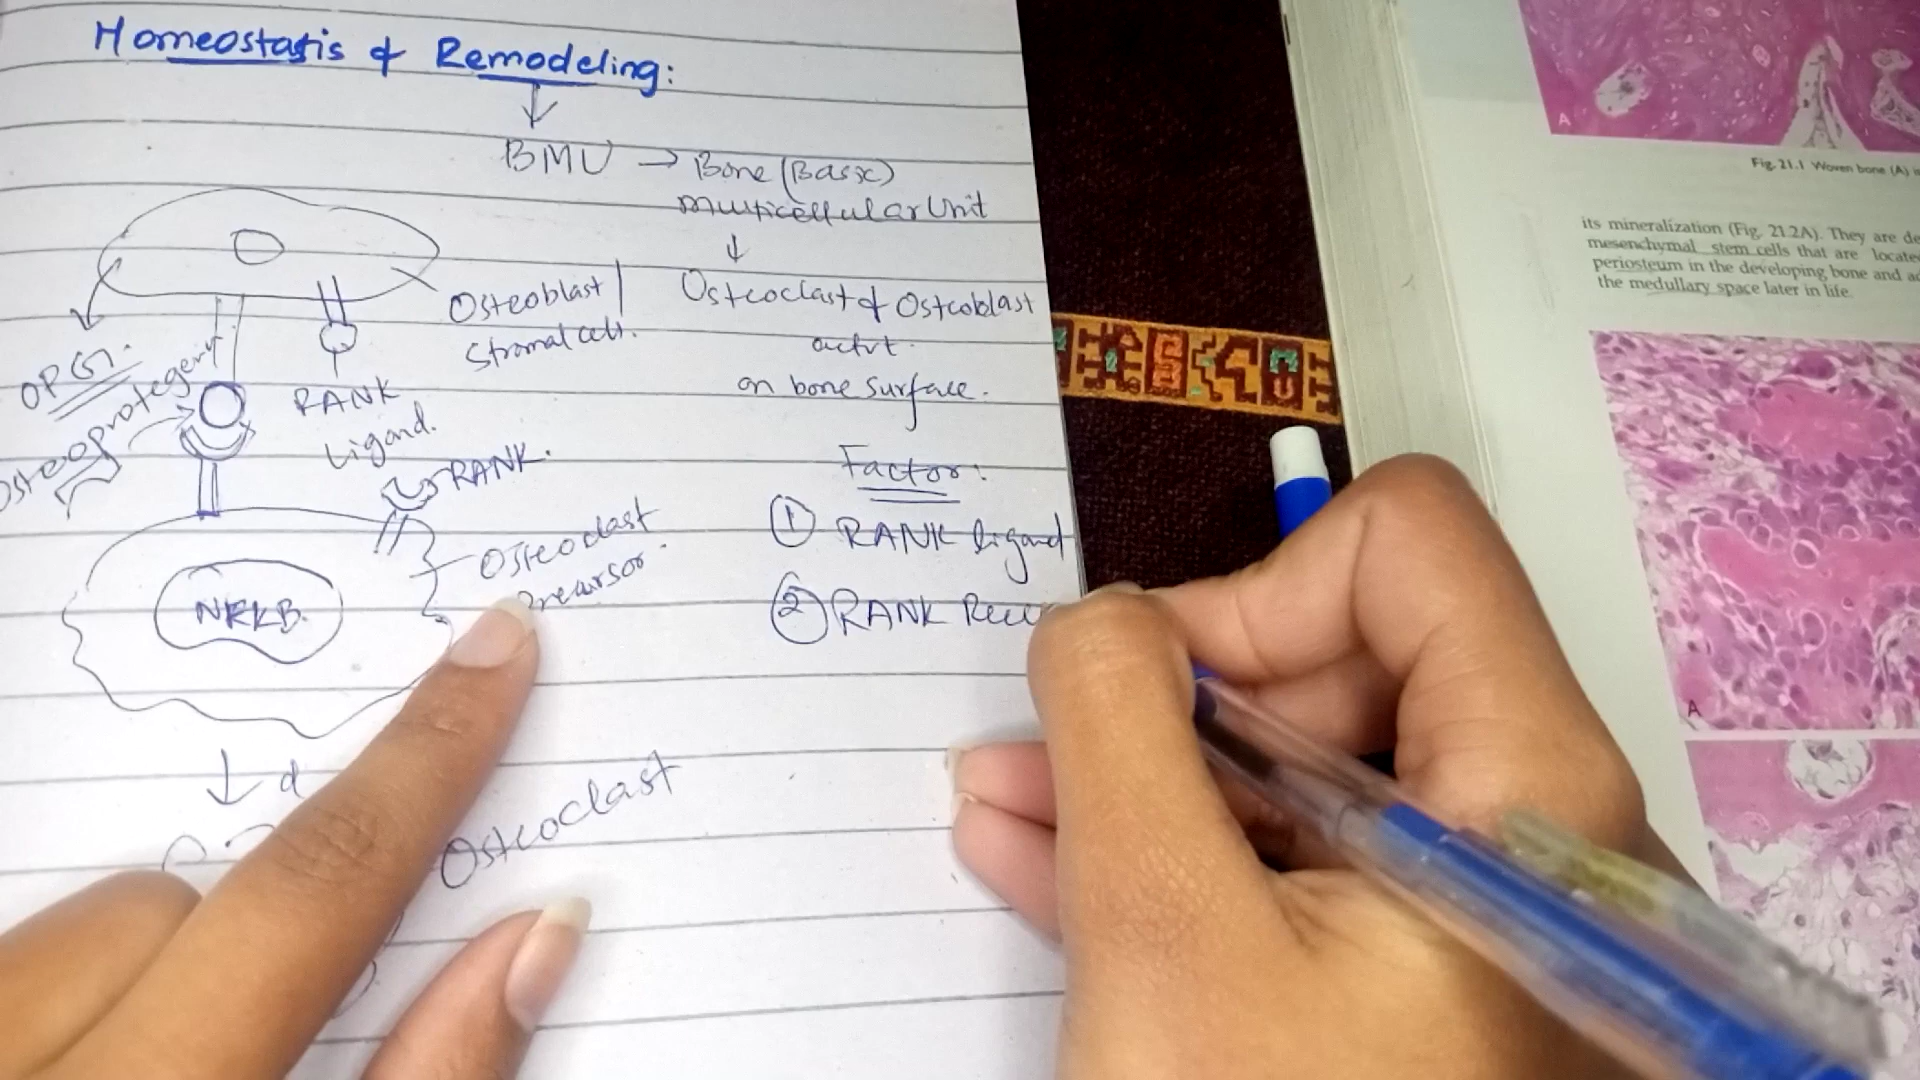 Homeostasis & Remodeling:
BMU → Bone (Basic)
multicellular Unit
Osteoclast & Osteoblast
on bone surface.
Osteoblast/
Stromal cell.
OPG.
RANK
Ligand.
RANK.
Osteoclast
NFKB.
d
Osteoclast
Factor:
① RANK ligand
② RANK
A
Fig. 21.1 Woven bone (A)
its mineralization (Fig. 21.2A). They are
mesenchymal stem cells that are
periosteum in the developing bone and
the medullary space later in life.
A